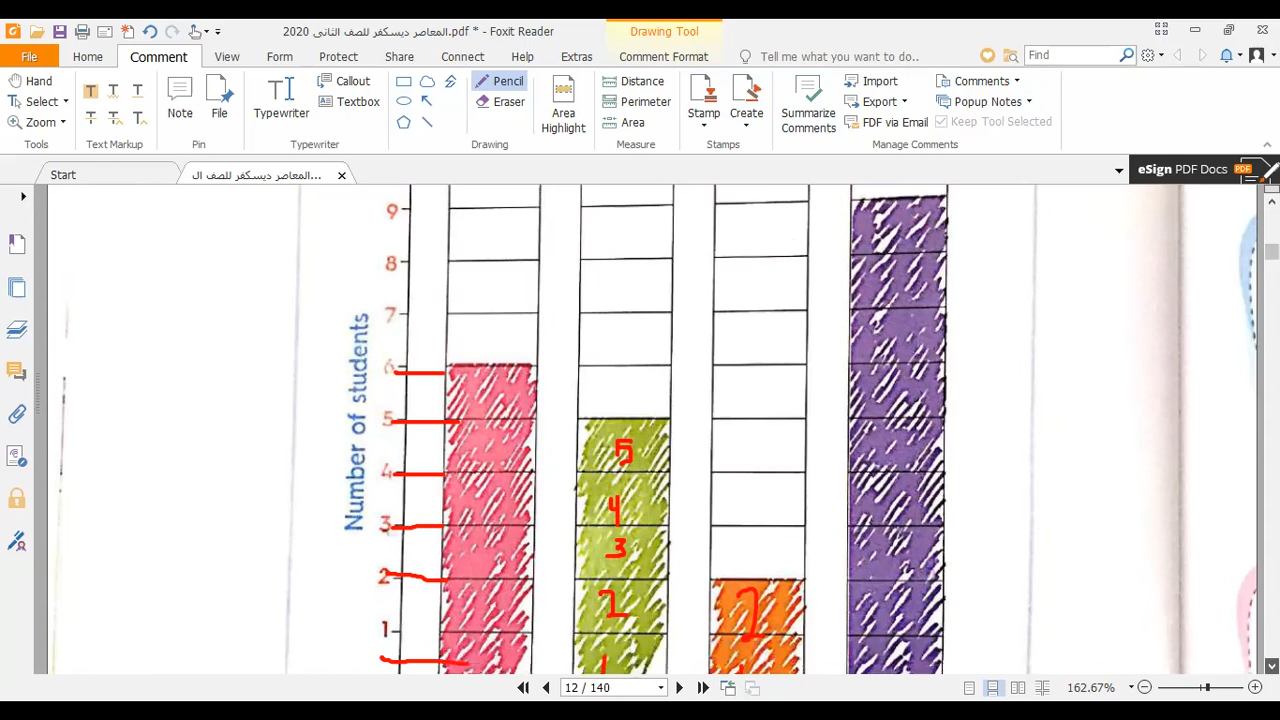 المعاصر ديسكفر للصف الثانى 2020.pdf * - Foxit Reader
Drawing Tool
File Home Comment View Form Protect Share Connect Help Extras Comment Format Tell me what you want to do... Find
Hand
Select
Zoom
Tools
Text Markup
Note
File
Pin
Typewriter
Callout
Textbox
Typewriter
Pencil
Eraser
Area Highlight
Drawing
Distance
Perimeter
Area
Measure
Stamp
Create
Stamps
Summarize Comments
Import
Export
FDF via Email
Comments
Popup Notes
Keep Tool Selected
Manage Comments
Start
المعاصر ديسكفر للصف ال...
eSign PDF Docs PDF
Number of students
9
8
7
6
5
4
3
2
1
5
4
3
2
1
2
12 / 140
162.67%